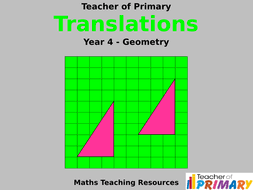 Teacher of Primary
Translations
Year 4 - Geometry
Maths Teaching Resources
Teacher of
PRIMARY